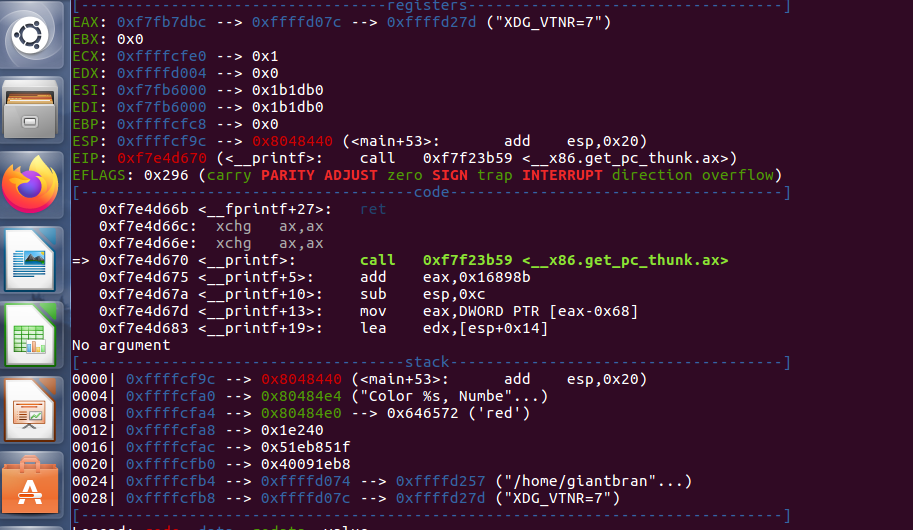 [----------------------------------registers-----------------------------------]
EAX: 0xf7fb7dbc --> 0xffffd07c --> 0xffffd27d ("XDG_VTNR=7")
EBX: 0x0
ECX: 0xffffcfe0 --> 0x1
EDX: 0xffffd004 --> 0x0
ESI: 0xf7fb6000 --> 0x1b1db0
EDI: 0xf7fb6000 --> 0x1b1db0
EBP: 0xffffcfc8 --> 0x0
ESP: 0xffffcf9c --> 0x8048440 (<main+53>:	add    esp,0x20)
EIP: 0xf7e4d670 (<__printf>:	call   0xf7f23b59 <__x86.get_pc_thunk.ax>)
EFLAGS: 0x296 (carry PARITY ADJUST zero SIGN trap INTERRUPT direction overflow)
[-------------------------------------code-------------------------------------]
   0xf7e4d66b <__fprintf+27>:	ret
   0xf7e4d66c:	xchg   ax,ax
   0xf7e4d66e:	xchg   ax,ax
=> 0xf7e4d670 <__printf>:	call   0xf7f23b59 <__x86.get_pc_thunk.ax>
   0xf7e4d675 <__printf+5>:	add    eax,0x16898b
   0xf7e4d67a <__printf+10>:	sub    esp,0xc
   0xf7e4d67d <__printf+13>:	mov    eax,DWORD PTR [eax-0x68]
   0xf7e4d683 <__printf+19>:	lea    edx,[esp+0x14]
No argument
[------------------------------------stack-------------------------------------]
0000| 0xffffcf9c --> 0x8048440 (<main+53>:	add    esp,0x20)
0004| 0xffffcfa0 --> 0x80484e4 ("Color %s, Numbe"...)
0008| 0xffffcfa4 --> 0x80484e0 --> 0x646572 ('red')
0012| 0xffffcfa8 --> 0x1e240
0016| 0xffffcfac --> 0x51eb851f
0020| 0xffffcfb0 --> 0x40091eb8
0024| 0xffffcfb4 --> 0xffffd074 --> 0xffffd257 ("/home/giantbran"...)
0028| 0xffffcfb8 --> 0xffffd07c --> 0xffffd27d ("XDG_VTNR=7")
[------------------------------------------------------------------------------]